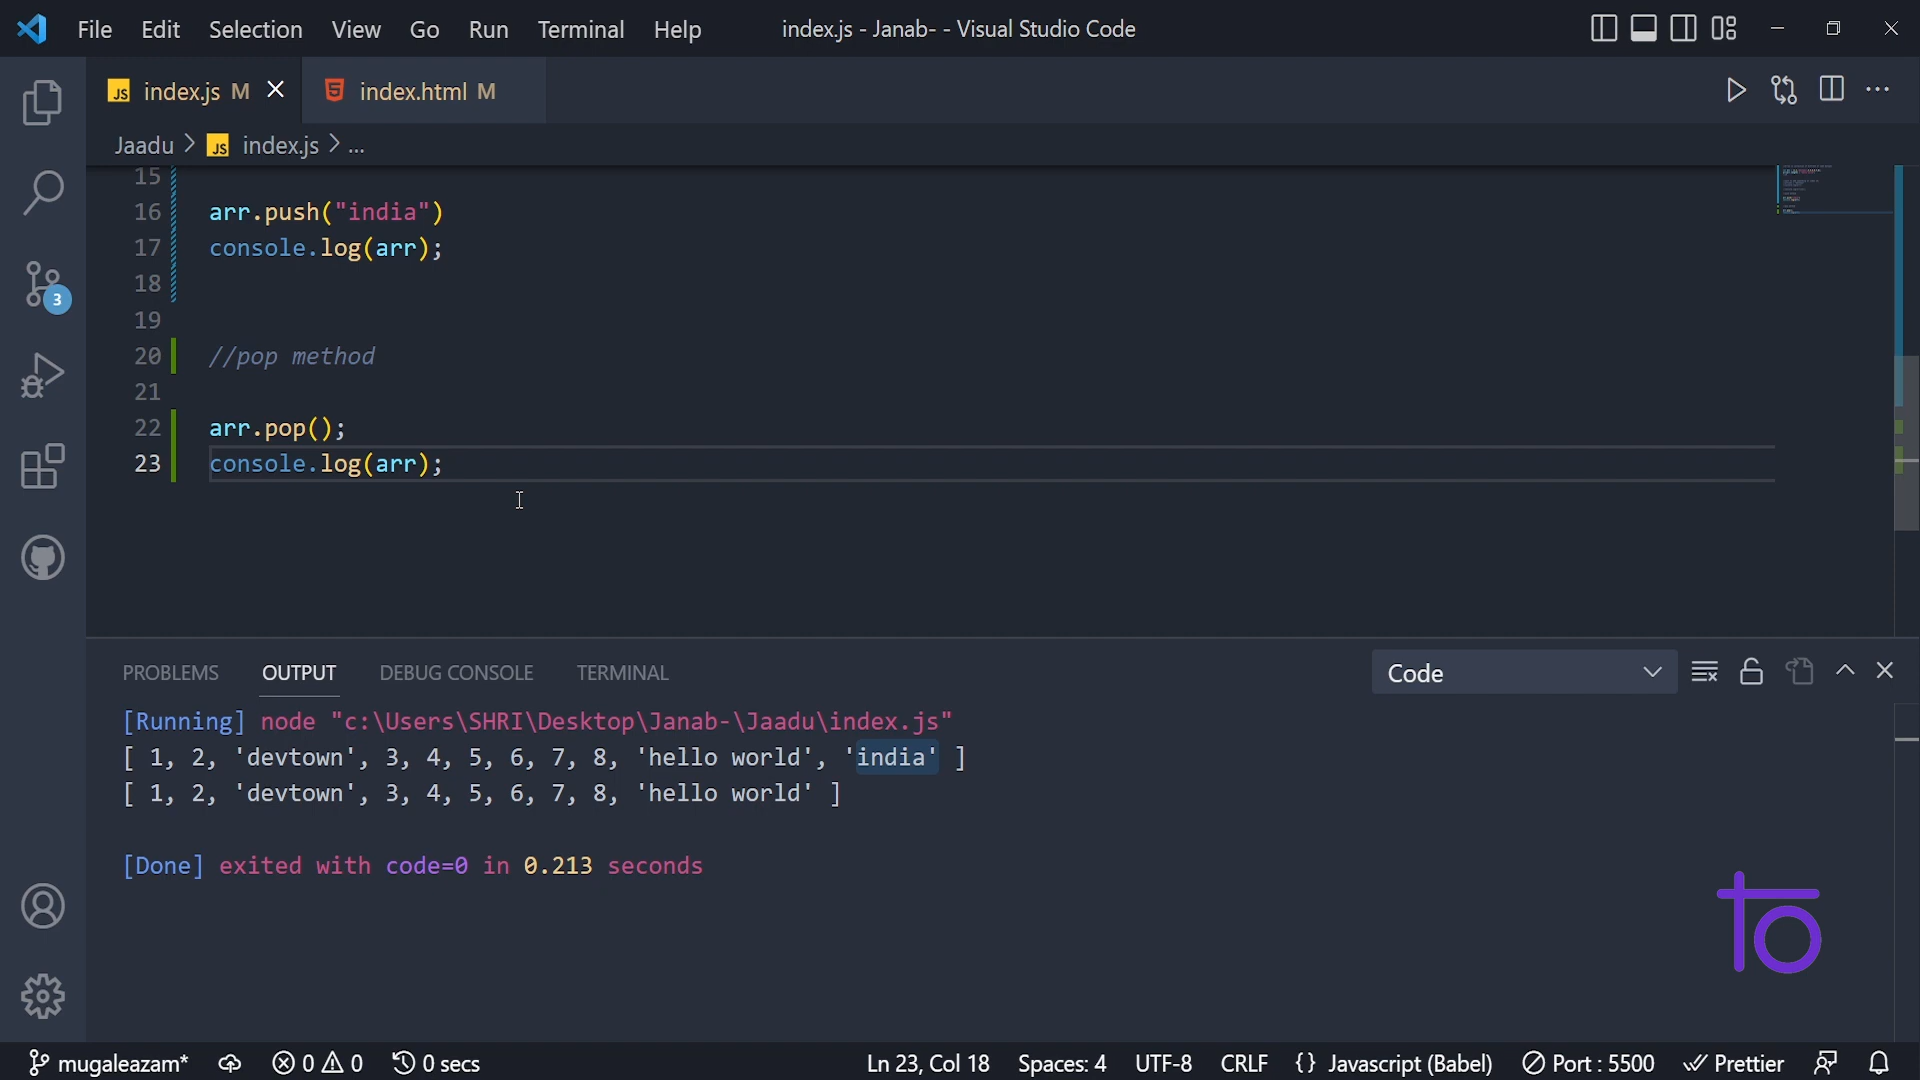 File Edit Selection View Go Run Terminal Help index.js - Janab- - Visual Studio Code
JS index.js M index.html M
Jaadu > JS index.js > ...
15
16 arr.push("india")
17 console.log(arr);
18
19
20 //pop method
21
22 arr.pop();
23 console.log(arr);
3
PROBLEMS OUTPUT DEBUG CONSOLE TERMINAL Code
[Running] node "c:\Users\SHRI\Desktop\Janab-\Jaadu\index.js"
[ 1, 2, 'devtown', 3, 4, 5, 6, 7, 8, 'hello world', 'india' ]
[ 1, 2, 'devtown', 3, 4, 5, 6, 7, 8, 'hello world' ]
[Done] exited with code=0 in 0.213 seconds
mugaleazam* 0 0 0 secs Ln 23, Col 18 Spaces: 4 UTF-8 CRLF {} Javascript (Babel) Port : 5500 Prettier